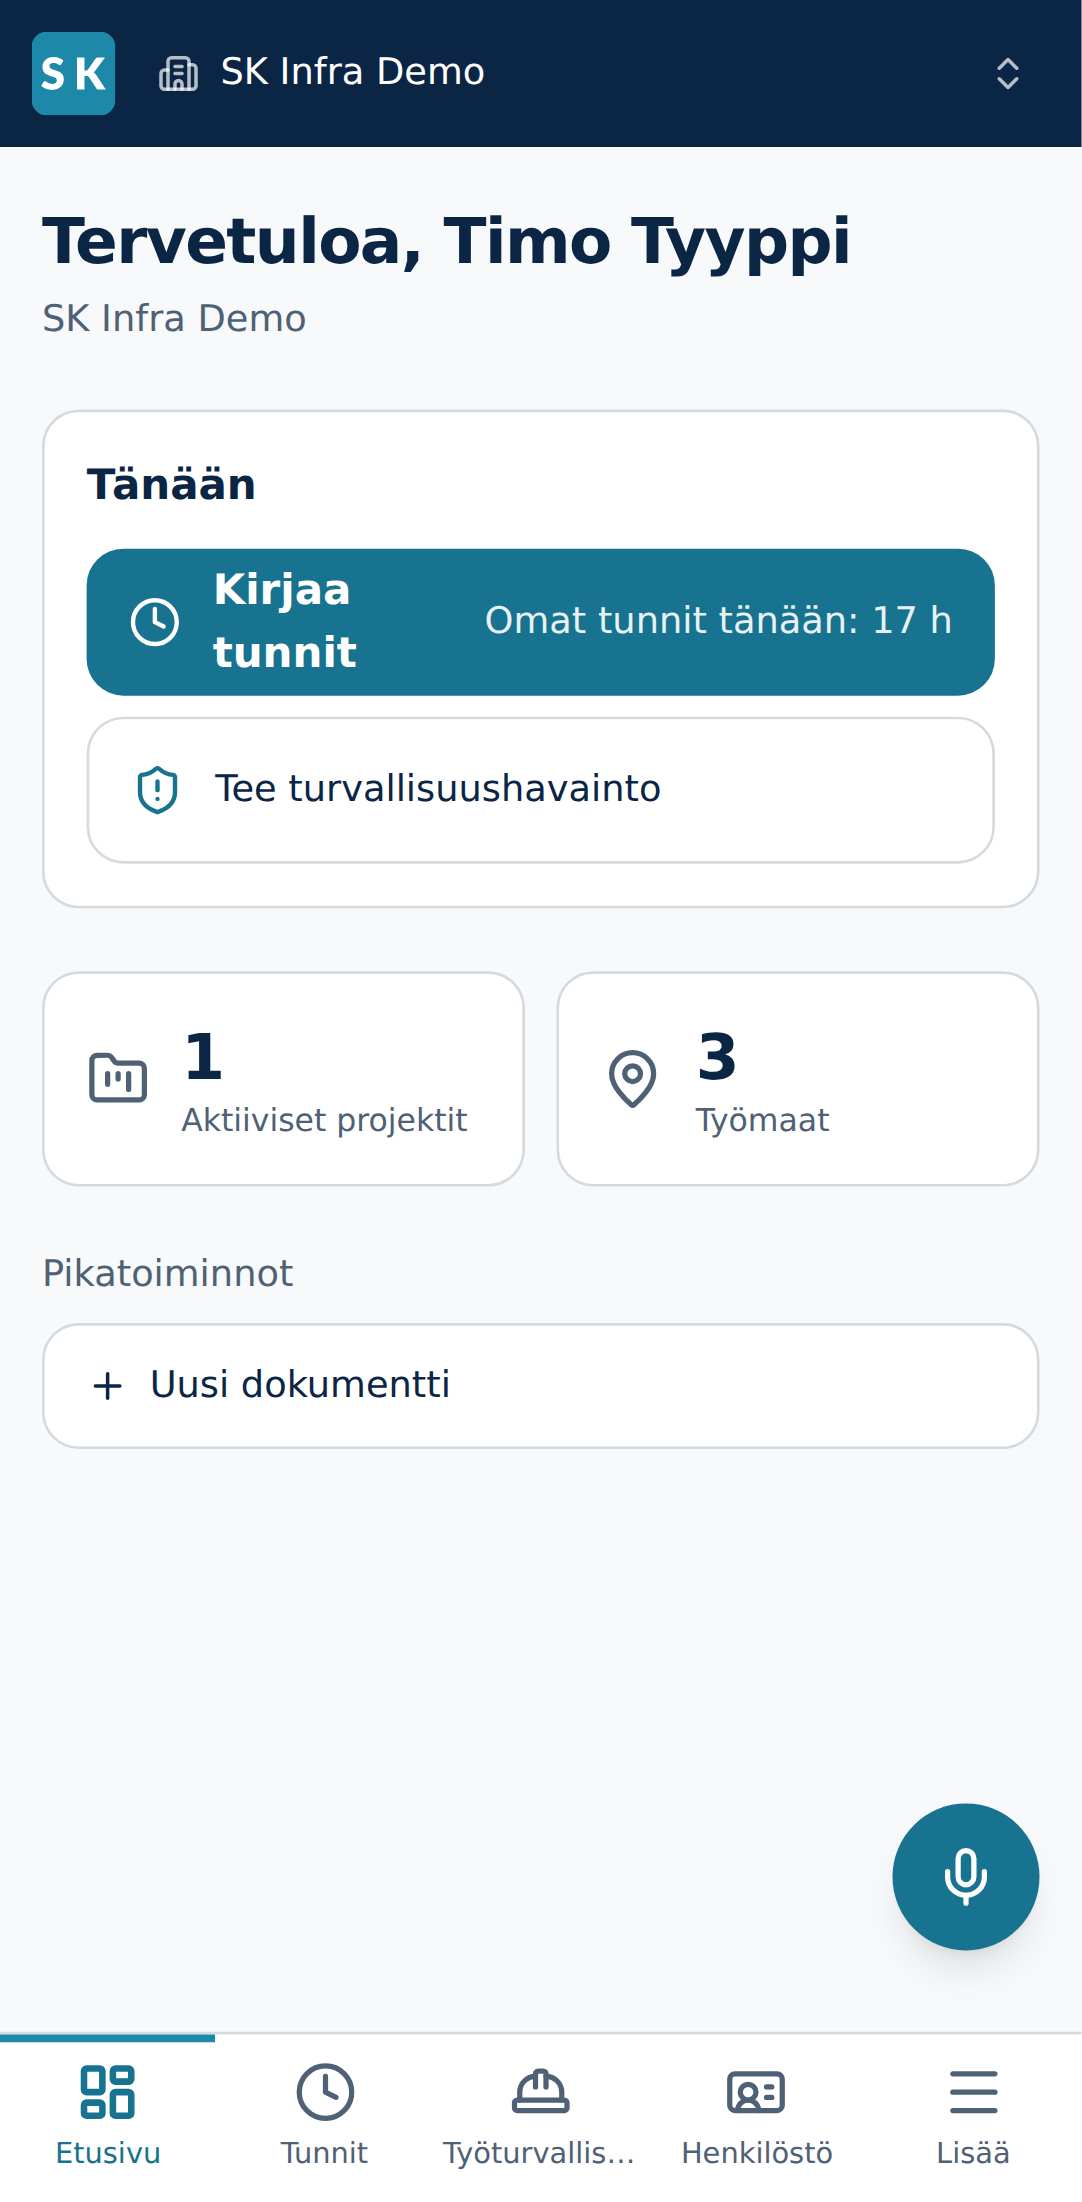 SK
SK Infra Demo
Tervetuloa, Timo Tyyppi
SK Infra Demo
Tänään
Kirjaa
tunnit
Omat tunnit tänään: 17 h
Tee turvallisuushavainto
1
Aktiiviset projektit
3
Työmaat
Pikatoiminnot
Uusi dokumentti
Etusivu
Tunnit
Työturvallis...
Henkilöstö
Lisää